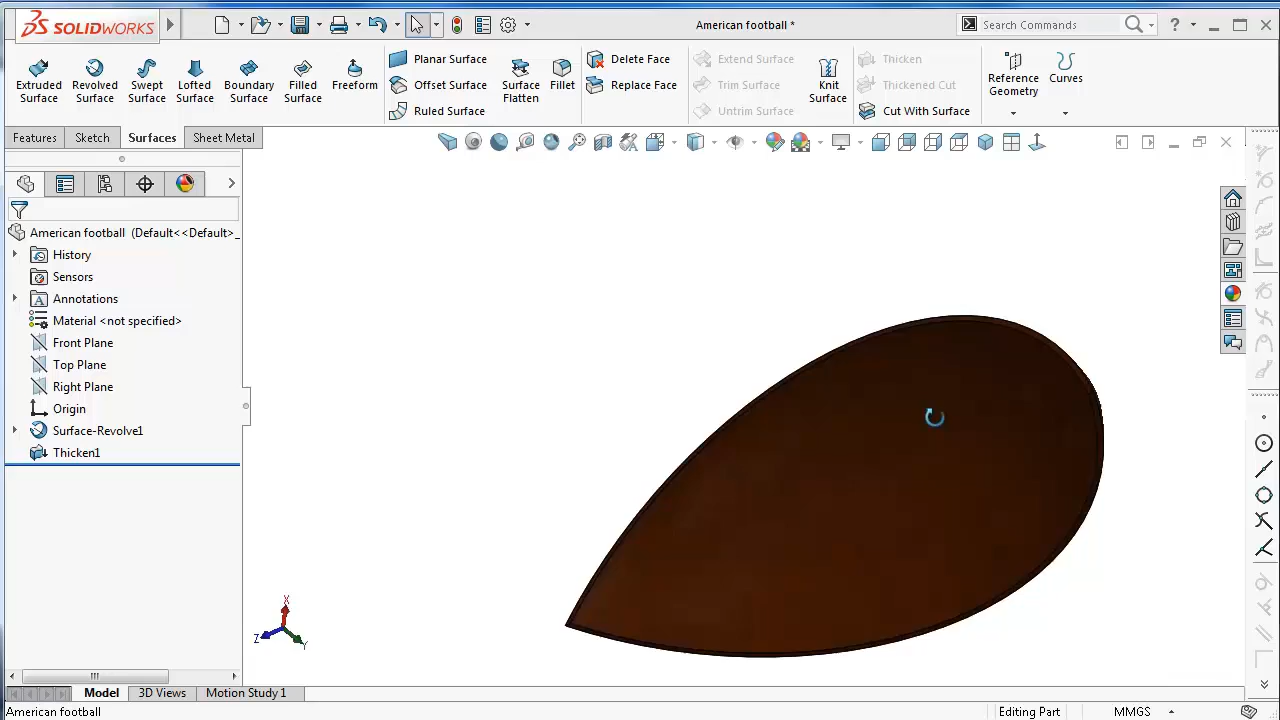 SOLIDWORKS
American football *
Search Commands
?
Extruded Surface
Revolved Surface
Swept Surface
Lofted Surface
Boundary Surface
Filled Surface
Freeform
Planar Surface
Offset Surface
Ruled Surface
Surface Flatten
Fillet
Delete Face
Replace Face
Extend Surface
Trim Surface
Untrim Surface
Knit Surface
Thicken
Thickened Cut
Cut With Surface
Reference Geometry
Curves
Features
Sketch
Surfaces
Sheet Metal
American football (Default<<Default>_
History
Sensors
Annotations
Material <not specified>
Front Plane
Top Plane
Right Plane
Origin
Surface-Revolve1
Thicken1
X
Z
Y
Model
3D Views
Motion Study 1
American football
Editing Part
MMGS